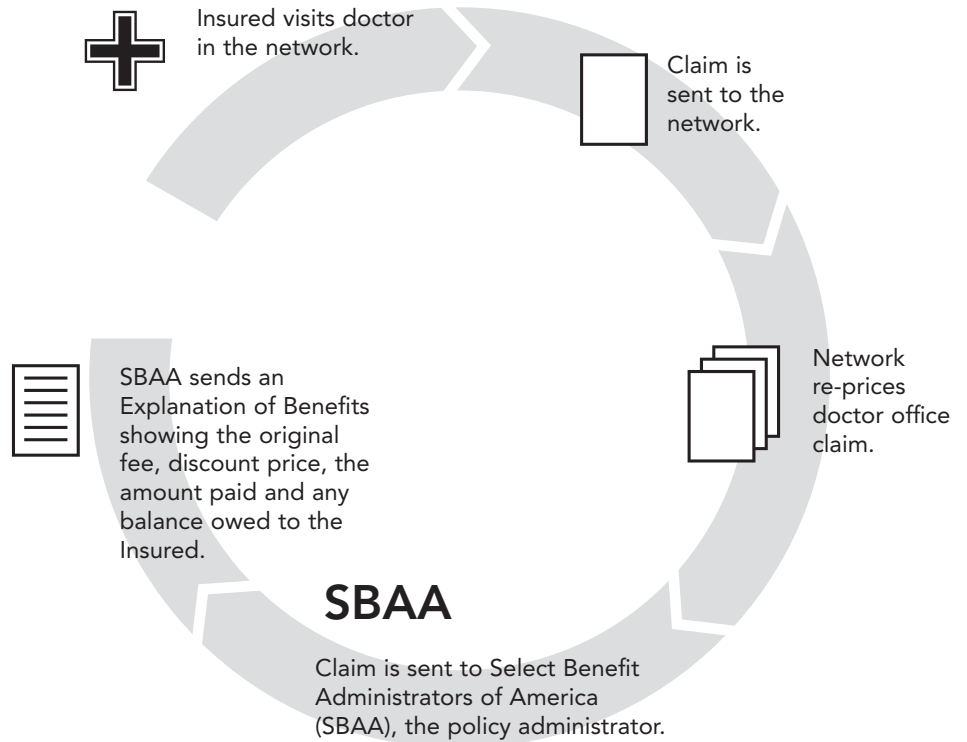 Insured visits doctor
in the network.
Claim is
sent to the
network.
Network
re-prices
doctor office
claim.
SBAA
Claim is sent to Select Benefit
Administrators of America
(SBAA), the policy administrator.
SBAA sends an
Explanation of Benefits
showing the original
fee, discount price, the
amount paid and any
balance owed to the
Insured.